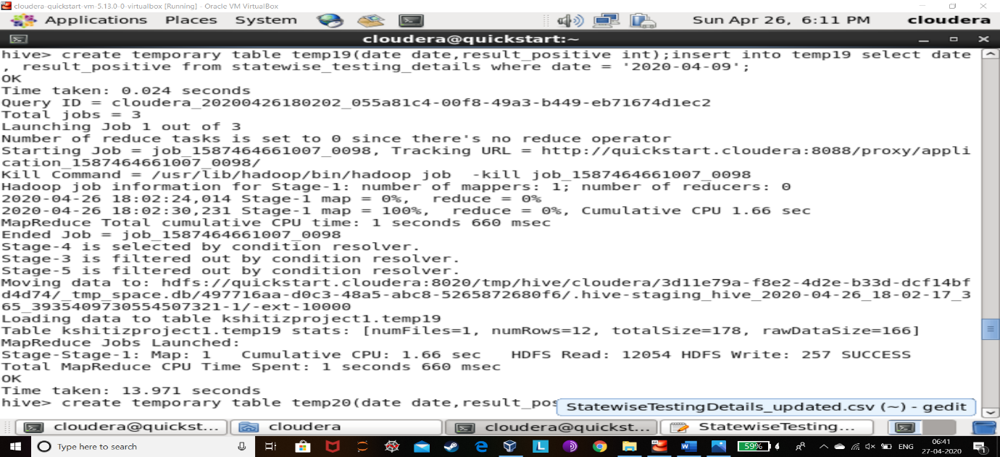 cloudera-quickstart-vm-5.13.0-0-virtualbox [Running] - Oracle VM VirtualBox
Applications Places System Sun Apr 26, 6:11 PM cloudera
cloudera@quickstart:~
hive> create temporary table temp19(date date,result_positive int);insert into temp19 select date
, result_positive from statewise_testing_details where date = '2020-04-09';
OK
Time taken: 0.024 seconds
Query ID = cloudera_20200426180202_055a81c4-00f8-49a3-b449-eb71674d1ec2
Total jobs = 3
Launching Job 1 out of 3
Number of reduce tasks is set to 0 since there's no reduce operator
Starting Job = job_1587464661007_0098, Tracking URL = http://quickstart.cloudera:8088/proxy/appli
cation_1587464661007_0098/
Kill Command = /usr/lib/hadoop/bin/hadoop job  -kill job_1587464661007_0098
Hadoop job information for Stage-1: number of mappers: 1; number of reducers: 0
2020-04-26 18:02:24,014 Stage-1 map = 0%,  reduce = 0%
2020-04-26 18:02:30,231 Stage-1 map = 100%,  reduce = 0%, Cumulative CPU 1.66 sec
MapReduce Total cumulative CPU time: 1 seconds 660 msec
Ended Job = job_1587464661007_0098
Stage-4 is selected by condition resolver.
Stage-3 is filtered out by condition resolver.
Stage-5 is filtered out by condition resolver.
Moving data to: hdfs://quickstart.cloudera:8020/tmp/hive/cloudera/3d11e79a-f8e2-4d2e-b33d-dcf14bf
d4d74/_tmp_space.db/497716aa-d0c3-48a5-abc8-5265872680f6/.hive-staging_hive_2020-04-26_18-02-17_3
65_3935409730554507321-1/-ext-10000
Loading data to table kshitizproject1.temp19
Table kshitizproject1.temp19 stats: [numFiles=1, numRows=12, totalSize=178, rawDataSize=166]
MapReduce Jobs Launched:
Stage-Stage-1: Map: 1   Cumulative CPU: 1.66 sec   HDFS Read: 12054 HDFS Write: 257 SUCCESS
Total MapReduce CPU Time Spent: 1 seconds 660 msec
OK
Time taken: 13.971 seconds
hive> create temporary table temp20(date date,result_pos
StatewiseTestingDetails_updated.csv (~) - gedit
cloudera@quickst... cloudera cloudera@quickst... StatewiseTesting...
Type here to search 59% ENG 06:41
27-04-2020 1